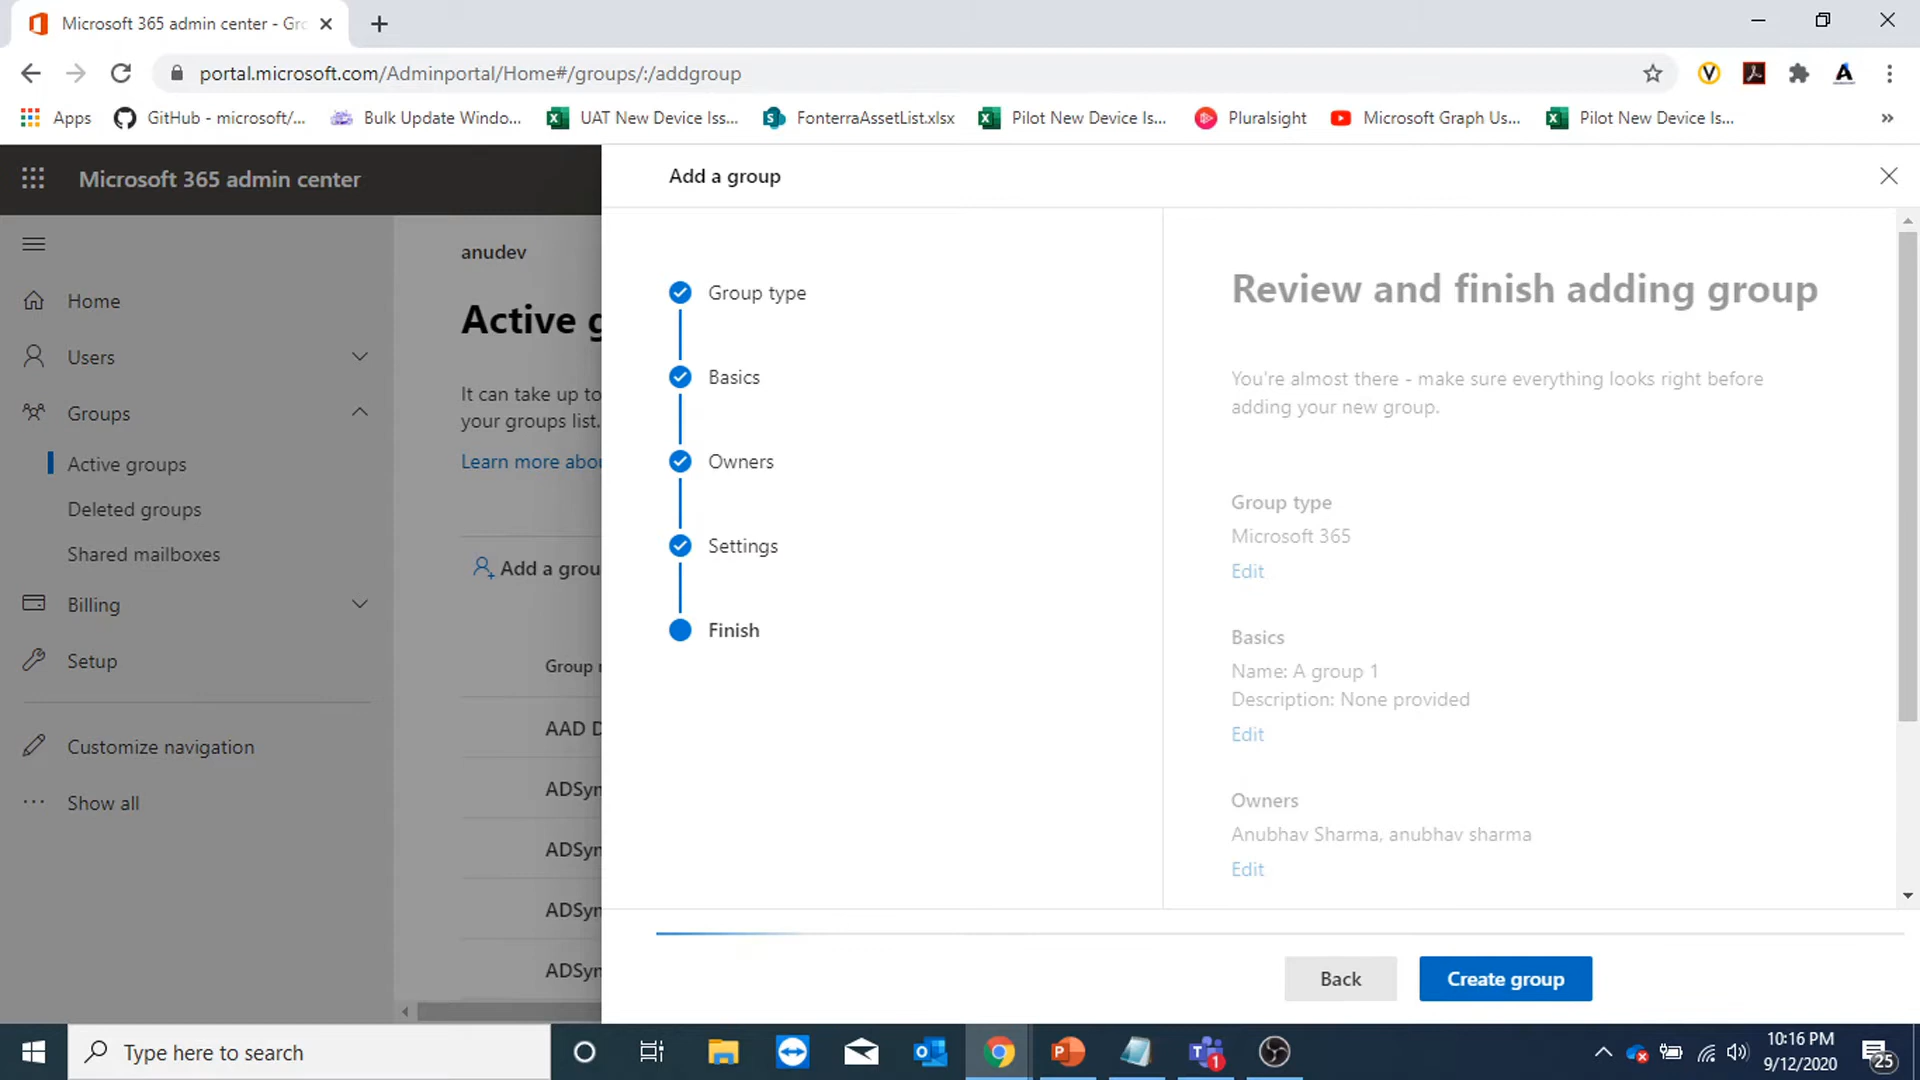 Microsoft 365 admin center - Gro
portal.microsoft.com/Adminportal/Home#/groups/:/addgroup
Apps
GitHub - microsoft/...
Bulk Update Windo...
UAT New Device Iss...
FonterraAssetList.xlsx
Pilot New Device Is...
Pluralsight
Microsoft Graph Us...
Pilot New Device Is...
»
Microsoft 365 admin center
Home
Users
Groups
Active groups
Deleted groups
Shared mailboxes
Billing
Setup
Customize navigation
Show all
anudev
Active g
It can take up to
your groups list.
Learn more abou
Add a grou
Group n
AAD D
ADSyn
ADSyn
ADSyn
ADSyn
Add a group
Group type
Basics
Owners
Settings
Finish
Review and finish adding group
You're almost there - make sure everything looks right before
adding your new group.
Group type
Microsoft 365
Edit
Basics
Name: A group 1
Description: None provided
Edit
Owners
Anubhav Sharma, anubhav sharma
Edit
Back
Create group
Type here to search
1
10:16 PM
9/12/2020
25